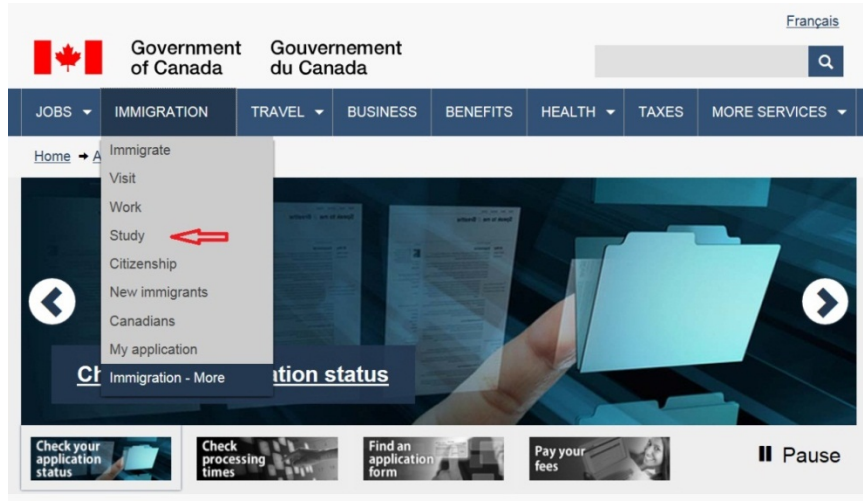 Français
Government of Canada
Gouvernement du Canada
JOBS IMMIGRATION TRAVEL BUSINESS BENEFITS HEALTH TAXES MORE SERVICES
Home
Immigrate
Visit
Work
Study
Citizenship
New immigrants
Canadians
My application
Immigration - More
status
Check your application status
Check processing times
Find an application form
Pay your fees
Pause